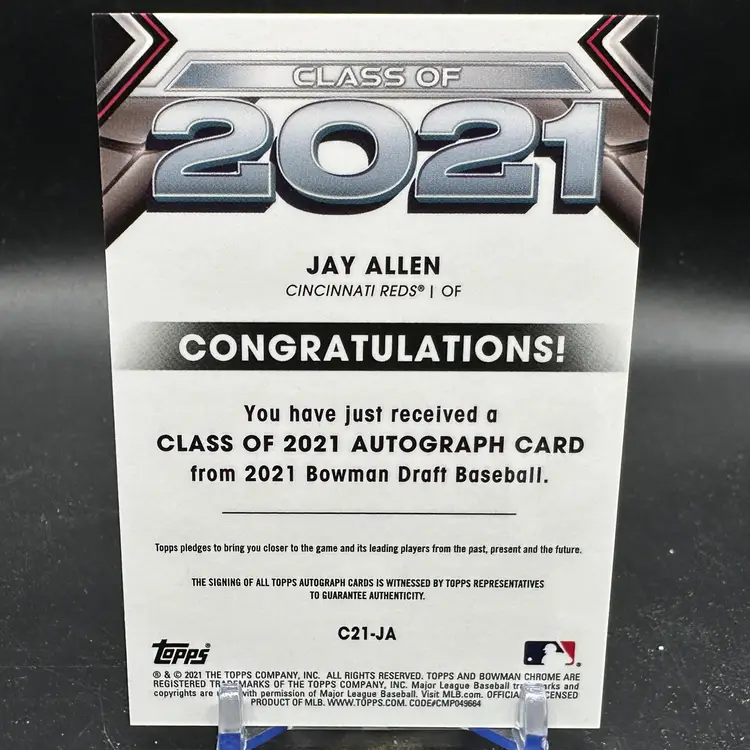 CLASS OF
2021
JAY ALLEN
CINCINNATI REDS® | OF
CONGRATULATIONS!
You have just received a
CLASS OF 2021 AUTOGRAPH CARD
from 2021 Bowman Draft Baseball.
Topps pledges to bring you closer to the game and its leading players from the past, present and the future.
THE SIGNING OF ALL TOPPS AUTOGRAPH CARDS IS WITNESSED BY TOPPS REPRESENTATIVES
TO GUARANTEE AUTHENTICITY.
C21-JA
topps®
® & © 2021 THE TOPPS COMPANY, INC. ALL RIGHTS RESERVED. TOPPS AND BOWMAN CHROME ARE
REGISTERED TRADEMARKS OF THE TOPPS COMPANY, INC. Major League Baseball and
copyrights are with permission of Major League Baseball. Visit MLB.com.
PRODUCT OF MLB. WWW.TOPPS.COM. CODE#CMP049664